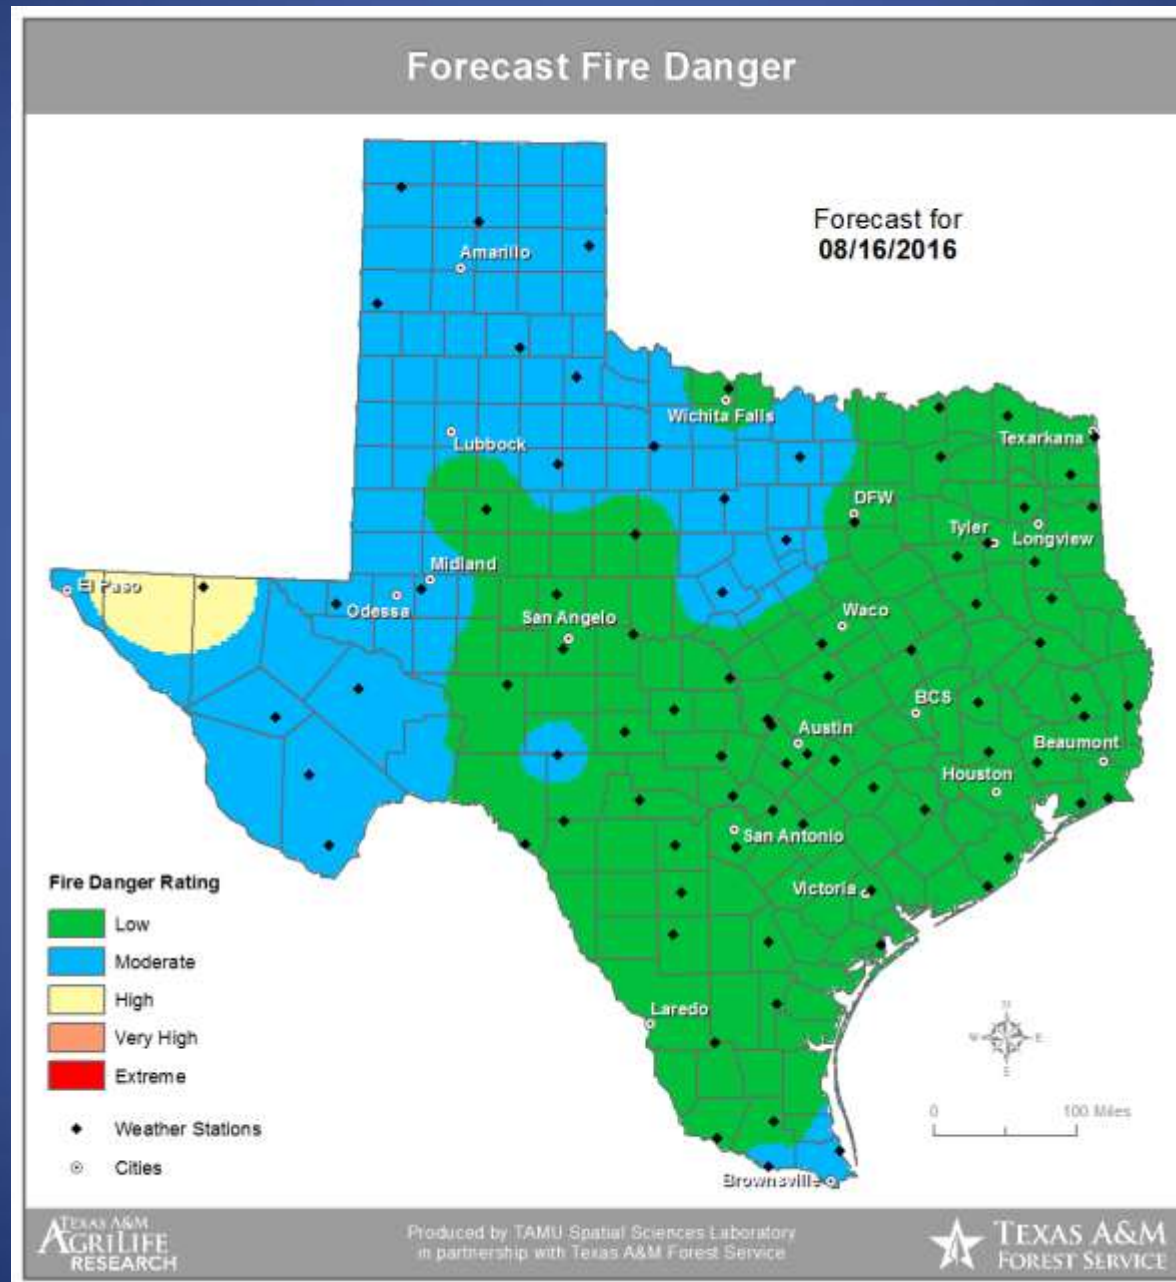 Forecast Fire Danger
Forecast for
08/16/2016
Amarillo
Wichita Falls
Lubbock
Texarkana
DFW
Tyler
Longview
Midland
El Paso
Odessa
San Angelo
Waco
BCS
Austin
Beaumont
Houston
San Antonio
Victoria
Laredo
Brownsville
Fire Danger Rating
Low
Moderate
High
Very High
Extreme
Weather Stations
Cities
N
W E
S
0 100 Miles
TEXAS A&M
AGRILIFE
RESEARCH
Produced by TAMU Spatial Sciences Laboratory
in partnership with Texas A&M Forest Service
TEXAS A&M
FOREST SERVICE